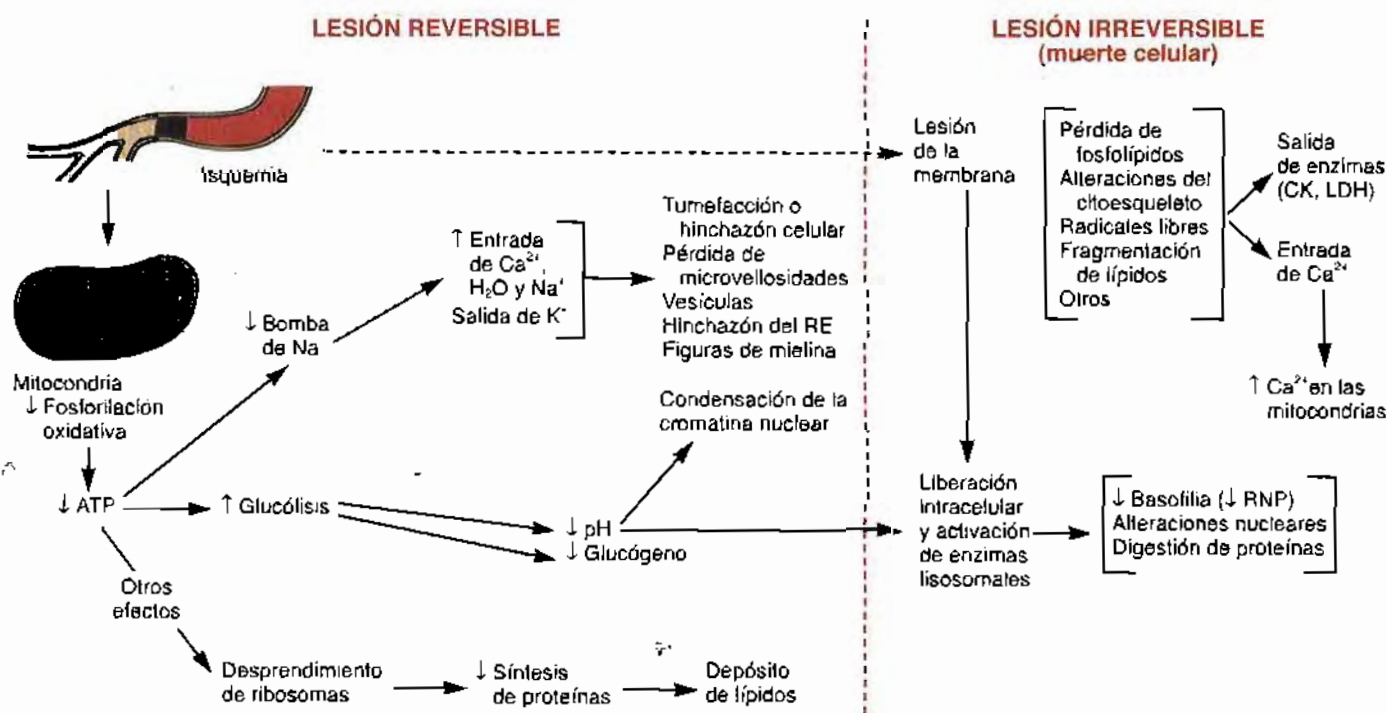 LESIÓN REVERSIBLE
LESIÓN IRREVERSIBLE
(muerte celular)
Isquemia
Mitocondria
↓ Fosforilación
oxidativa
↓ ATP
↓ Bomba
de Na
↑ Entrada
de Ca²⁺,
H₂O y Na⁺
Salida de K⁺
Tumefacción o
hinchazón celular
Pérdida de
microvellosidades
Vesículas
Hinchazón del RE
Figuras de mielina
Condensación de la
cromatina nuclear
↑ Glucólisis
↓ pH
↓ Glucógeno
Otros
efectos
Desprendimiento
de ribosomas
↓ Síntesis
de proteínas
Depósito
de lípidos
Lesión
de la
membrana
Pérdida de
fosfolípidos
Alteraciones del
citoesqueleto
Radicales libres
Fragmentación
de lípidos
Otros
Salida
de enzimas
(CK, LDH)
Entrada
de Ca²⁺
↑ Ca²⁺ en las
mitocondrias
Liberación
intracelular
y activación
de enzimas
lisosomales
↓ Basofilia (↓ RNP)
Alteraciones nucleares
Digestión de proteínas